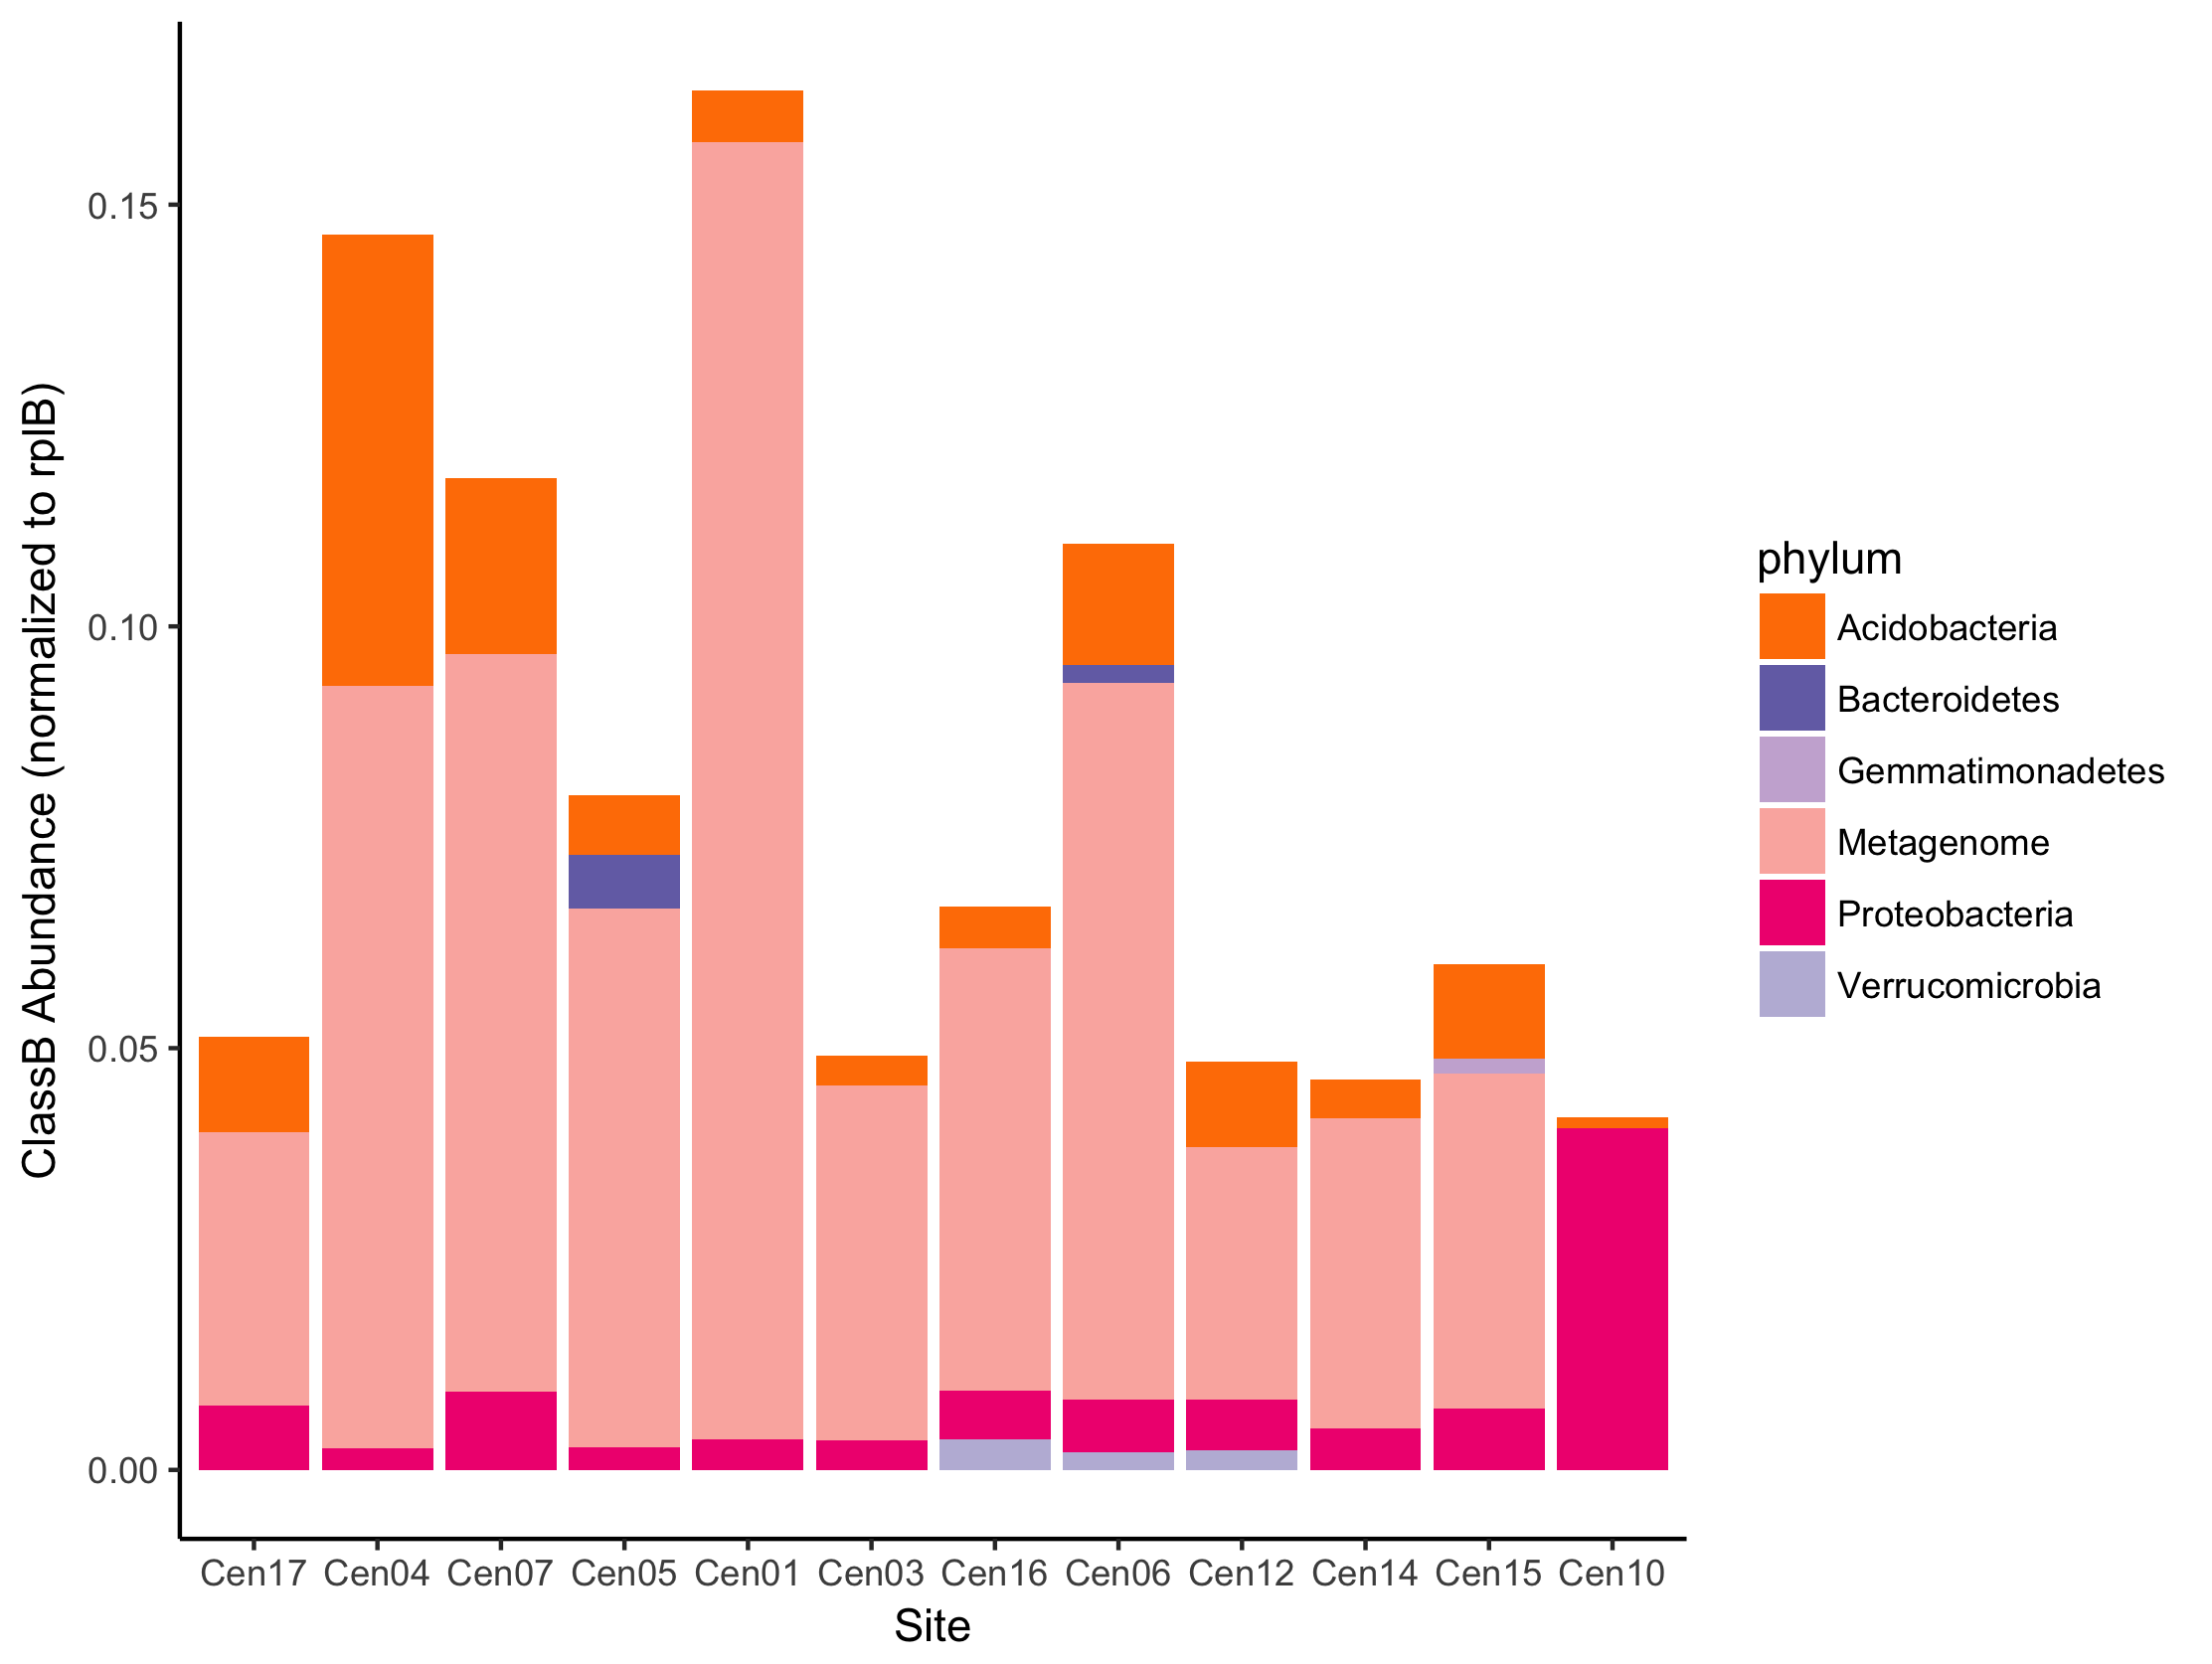 ClassB Abundance (normalized to rplB)
0.15
0.10
0.05
0.00
Cen17 Cen04 Cen07 Cen05 Cen01 Cen03 Cen16 Cen06 Cen12 Cen14 Cen15 Cen10
Site
phylum
Acidobacteria
Bacteroidetes
Gemmatimonadetes
Metagenome
Proteobacteria
Verrucomicrobia